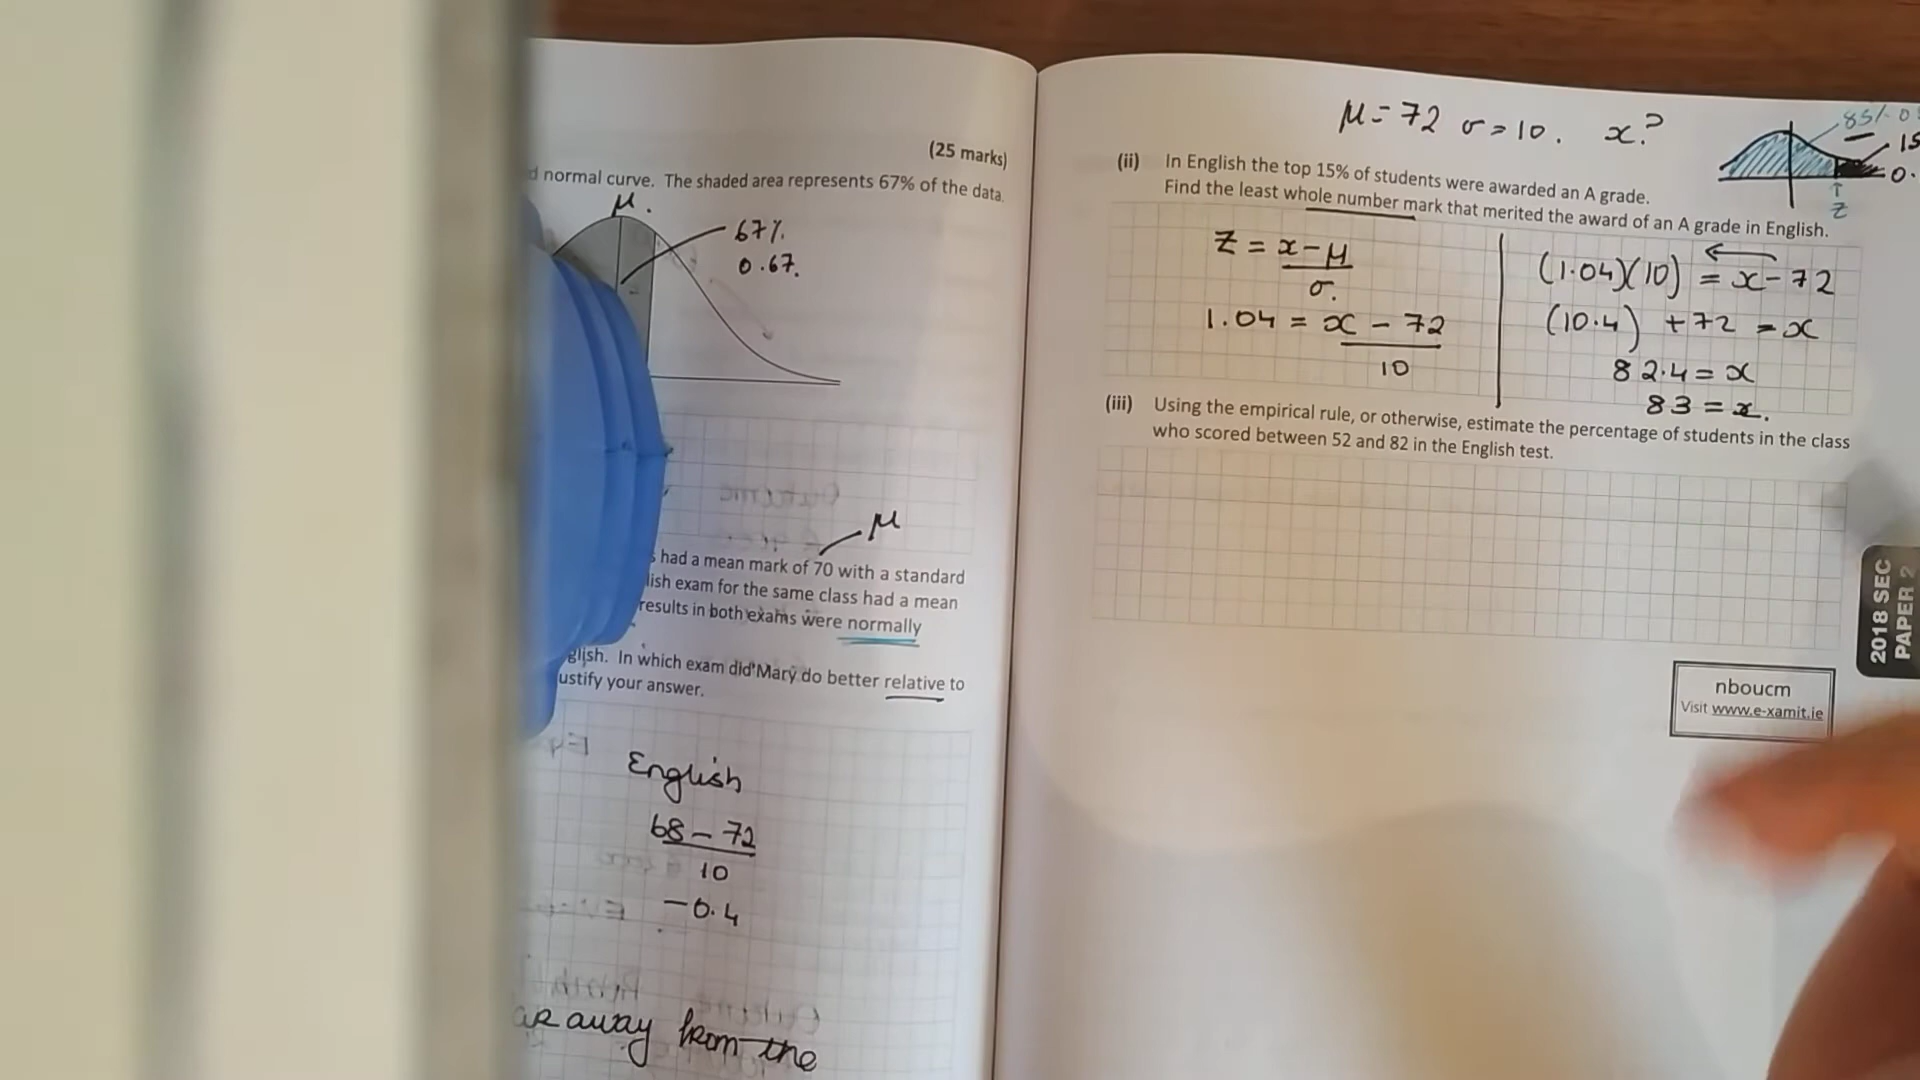 (25 marks)
normal curve. The shaded area represents 67% of the data.
μ.
67%
0.67.
μ
had a mean mark of 70 with a standard
lish exam for the same class had a mean
results in both exams were normally
glish. In which exam did Mary do better relative to
ustify your answer.
English
68 - 72
10
-0.4
away from the
μ = 72 σ = 10. x?
85%
(ii) In English the top 15% of students were awarded an A grade.
Find the least whole number mark that merited the award of an A grade in English.
z
z = x - μ
σ.
1.04 = x - 72
10
(1.04)(10) = x - 72
(10.4) + 72 = x
82.4 = x
83 = x.
(iii) Using the empirical rule, or otherwise, estimate the percentage of students in the class
who scored between 52 and 82 in the English test.
2018 SEC
PAPER 2
nboucm
Visit www.e-xamit.ie